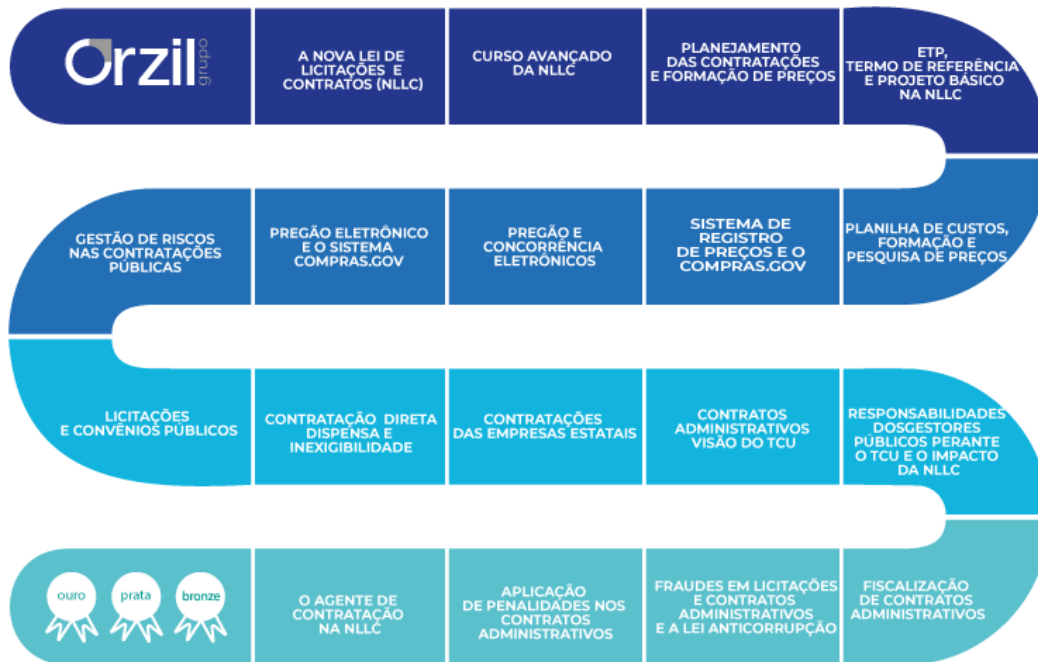 Orzil
grupo
A NOVA LEI DE
LICITAÇÕES E
CONTRATOS (NLLC)
CURSO AVANÇADO
DA NLLC
PLANEJAMENTO
DAS CONTRATAÇÕES
E FORMAÇÃO DE PREÇOS
ETP,
TERMO DE REFERÊNCIA
E PROJETO BÁSICO
NA NLLC
PLANILHA DE CUSTOS,
FORMAÇÃO E
PESQUISA DE PREÇOS
SISTEMA DE
REGISTRO
DE PREÇOS E O
COMPRAS.GOV
PREGÃO E
CONCORRÊNCIA
ELETRÔNICOS
PREGÃO ELETRÔNICO
E O SISTEMA
COMPRAS.GOV
GESTÃO DE RISCOS
NAS CONTRATAÇÕES
PÚBLICAS
LICITAÇÕES
E CONVÊNIOS PÚBLICOS
CONTRATAÇÃO DIRETA
DISPENSA E
INEXIGIBILIDADE
CONTRATAÇÕES
DAS EMPRESAS ESTATAIS
CONTRATOS
ADMINISTRATIVOS
VISÃO DO TCU
RESPONSABILIDADES
DOSGESTORES
PÚBLICOS PERANTE
O TCU E O IMPACTO
DA NLLC
FISCALIZAÇÃO
DE CONTRATOS
ADMINISTRATIVOS
FRAUDES EM LICITAÇÕES
E CONTRATOS
ADMINISTRATIVOS
E A LEI ANTICORRUPÇÃO
APLICAÇÃO
DE PENALIDADES NOS
CONTRATOS
ADMINISTRATIVOS
O AGENTE DE
CONTRATAÇÃO
NA NLLC
ouro prata bronze